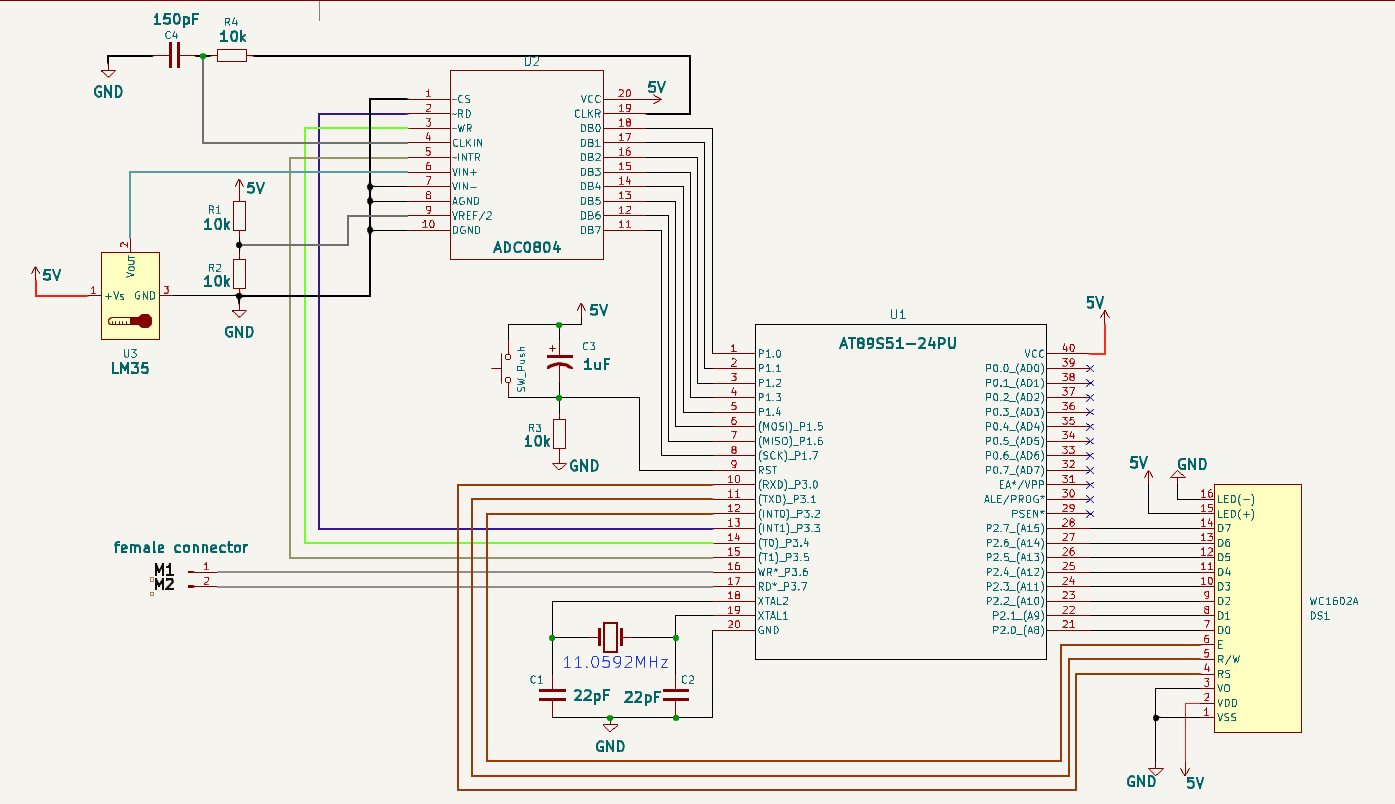 150pF
C4
R4
10k
GND
U2
1
~CS
2
~RD
3
~WR
4
CLKIN
5
~INTR
6
VIN+
7
VIN-
8
AGND
9
VREF/2
10
DGND
VCC
20
5V
CLKR
19
DB0
18
DB1
17
DB2
16
DB3
15
DB4
14
DB5
13
DB6
12
DB7
11
ADC0804
5V
R1
10k
R2
10k
GND
5V
1
+Vs
2
VOUT
GND
3
U3
LM35
5V
SW_Push
+
C3
1uF
R3
10k
GND
U1
AT89S51-24PU
1
P1.0
2
P1.1
3
P1.2
4
P1.3
5
P1.4
6
(MOSI)_P1.5
7
(MISO)_P1.6
8
(SCK)_P1.7
9
RST
10
(RXD)_P3.0
11
(TXD)_P3.1
12
(INT0)_P3.2
13
(INT1)_P3.3
14
(T0)_P3.4
15
(T1)_P3.5
16
WR*_P3.6
17
RD*_P3.7
18
XTAL2
19
XTAL1
20
GND
5V
VCC
40
P0.0_(AD0)
39
P0.1_(AD1)
38
P0.2_(AD2)
37
P0.3_(AD3)
36
P0.4_(AD4)
35
P0.5_(AD5)
34
P0.6_(AD6)
33
P0.7_(AD7)
32
EA*/VPP
31
ALE/PROG*
30
PSEN*
29
P2.7_(A15)
28
P2.6_(A14)
27
P2.5_(A13)
26
P2.4_(A12)
25
P2.3_(A11)
24
P2.2_(A10)
23
P2.1_(A9)
22
P2.0_(A8)
21
female connector
M1
1
M2
2
11.0592MHz
C1
22pF
22pF
C2
GND
5V
GND
16
LED(-)
15
LED(+)
14
D7
13
D6
12
D5
11
D4
10
D3
9
D2
8
D1
7
D0
6
E
5
R/W
4
RS
3
VO
2
VDD
1
VSS
WC1602A
DS1
GND
5V